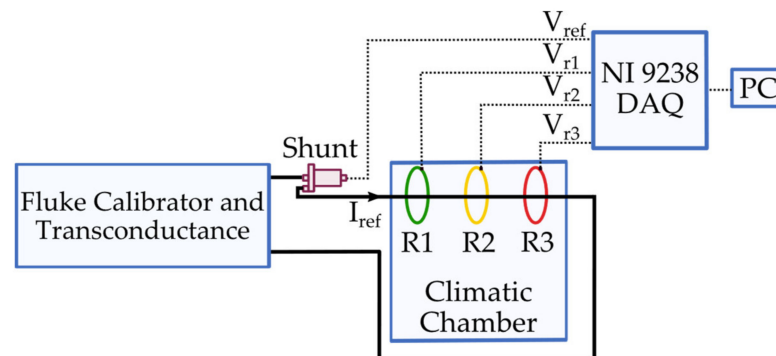 V_ref
V_r1
V_r2
V_r3
NI 9238
DAQ
PC
Shunt
Fluke Calibrator and
Transconductance
I_ref
R1 R2 R3
Climatic
Chamber